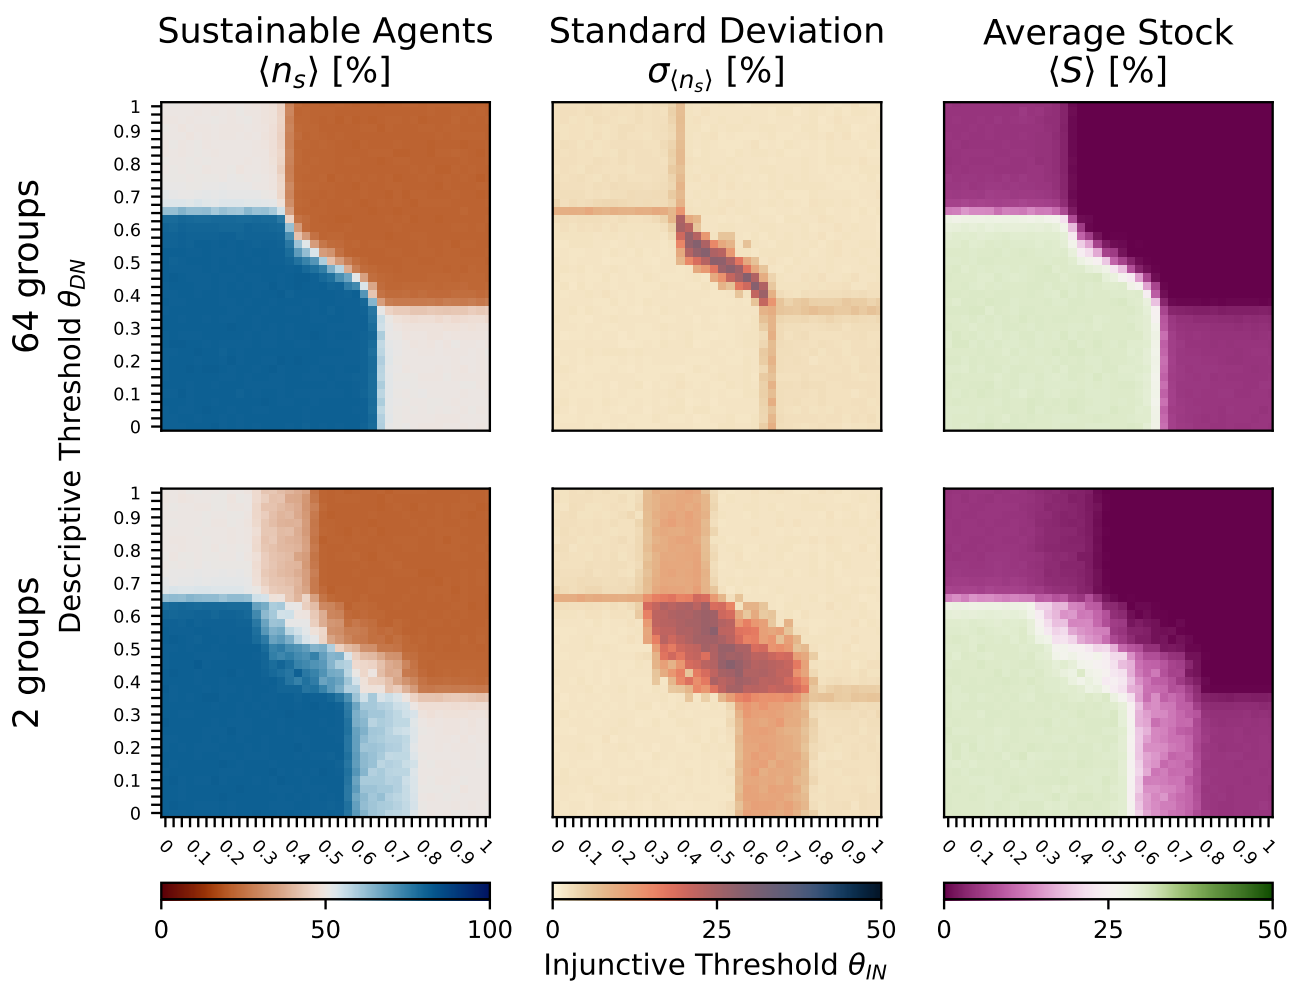 Sustainable Agents
⟨n_s⟩ [%]
Standard Deviation
σ_⟨n_s⟩ [%]
Average Stock
⟨S⟩ [%]
64 groups
2 groups
Descriptive Threshold θ_DN
1
0.9
0.8
0.7
0.6
0.5
0.4
0.3
0.2
0.1
0
1
0.9
0.8
0.7
0.6
0.5
0.4
0.3
0.2
0.1
0
0 0.1 0.2 0.3 0.4 0.5 0.6 0.7 0.8 0.9 1
0 0.1 0.2 0.3 0.4 0.5 0.6 0.7 0.8 0.9 1
0 0.1 0.2 0.3 0.4 0.5 0.6 0.7 0.8 0.9 1
0 50 100
0 25 50
0 25 50
Injunctive Threshold θ_IN